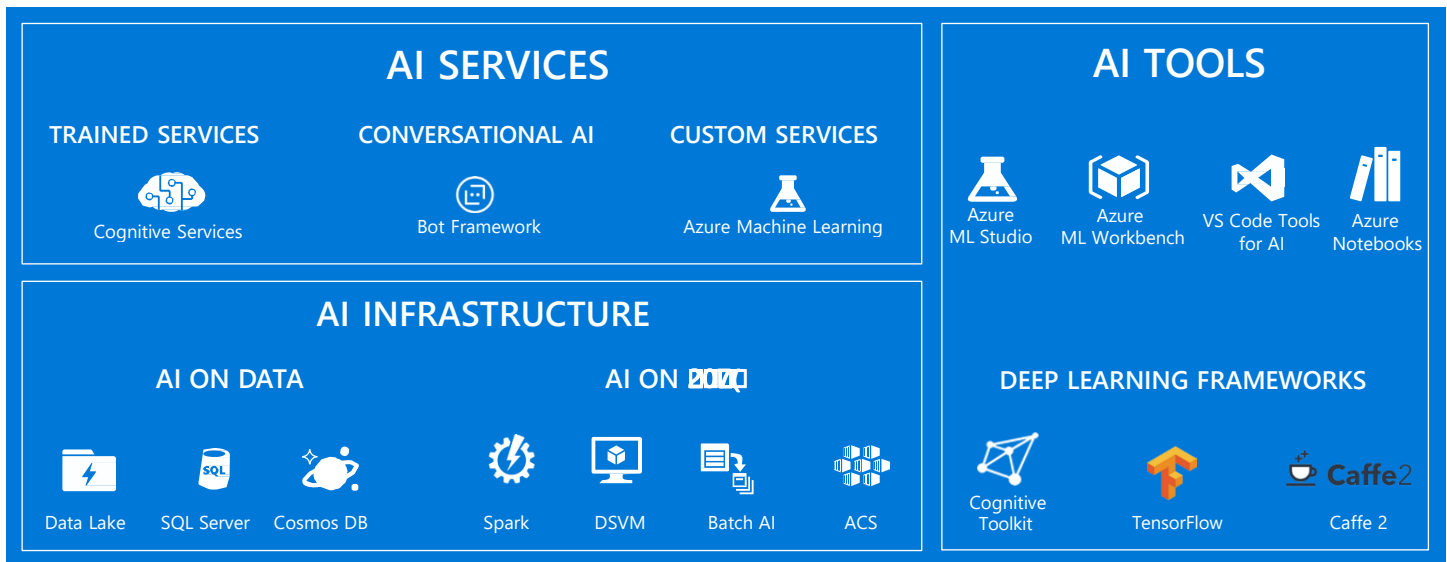 AI SERVICES
TRAINED SERVICES
Cognitive Services
CONVERSATIONAL AI
Bot Framework
CUSTOM SERVICES
Azure Machine Learning
AI INFRASTRUCTURE
AI ON DATA
SQL
Data Lake
SQL Server
Cosmos DB
AI ON
Spark
DSVM
Batch AI
ACS
AI TOOLS
Azure
ML Studio
Azure
ML Workbench
VS Code Tools
for AI
Azure
Notebooks
DEEP LEARNING FRAMEWORKS
Cognitive
Toolkit
TensorFlow
Caffe2
Caffe 2